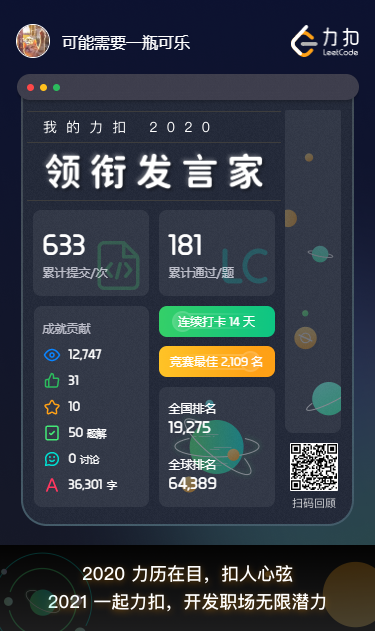 可能需要一瓶可乐
力扣
LeetCode
我的力扣 2020
领衔发言家
633
累计提交/次
181
累计通过/题
LC
成就贡献
12,747
31
10
50 题解
0 讨论
36,301 字
连续打卡 14 天
竞赛最佳 2,109 名
全国排名
19,275
全球排名
64,389
扫码回顾
2020 力历在目，扣人心弦
2021 一起力扣，开发职场无限潜力